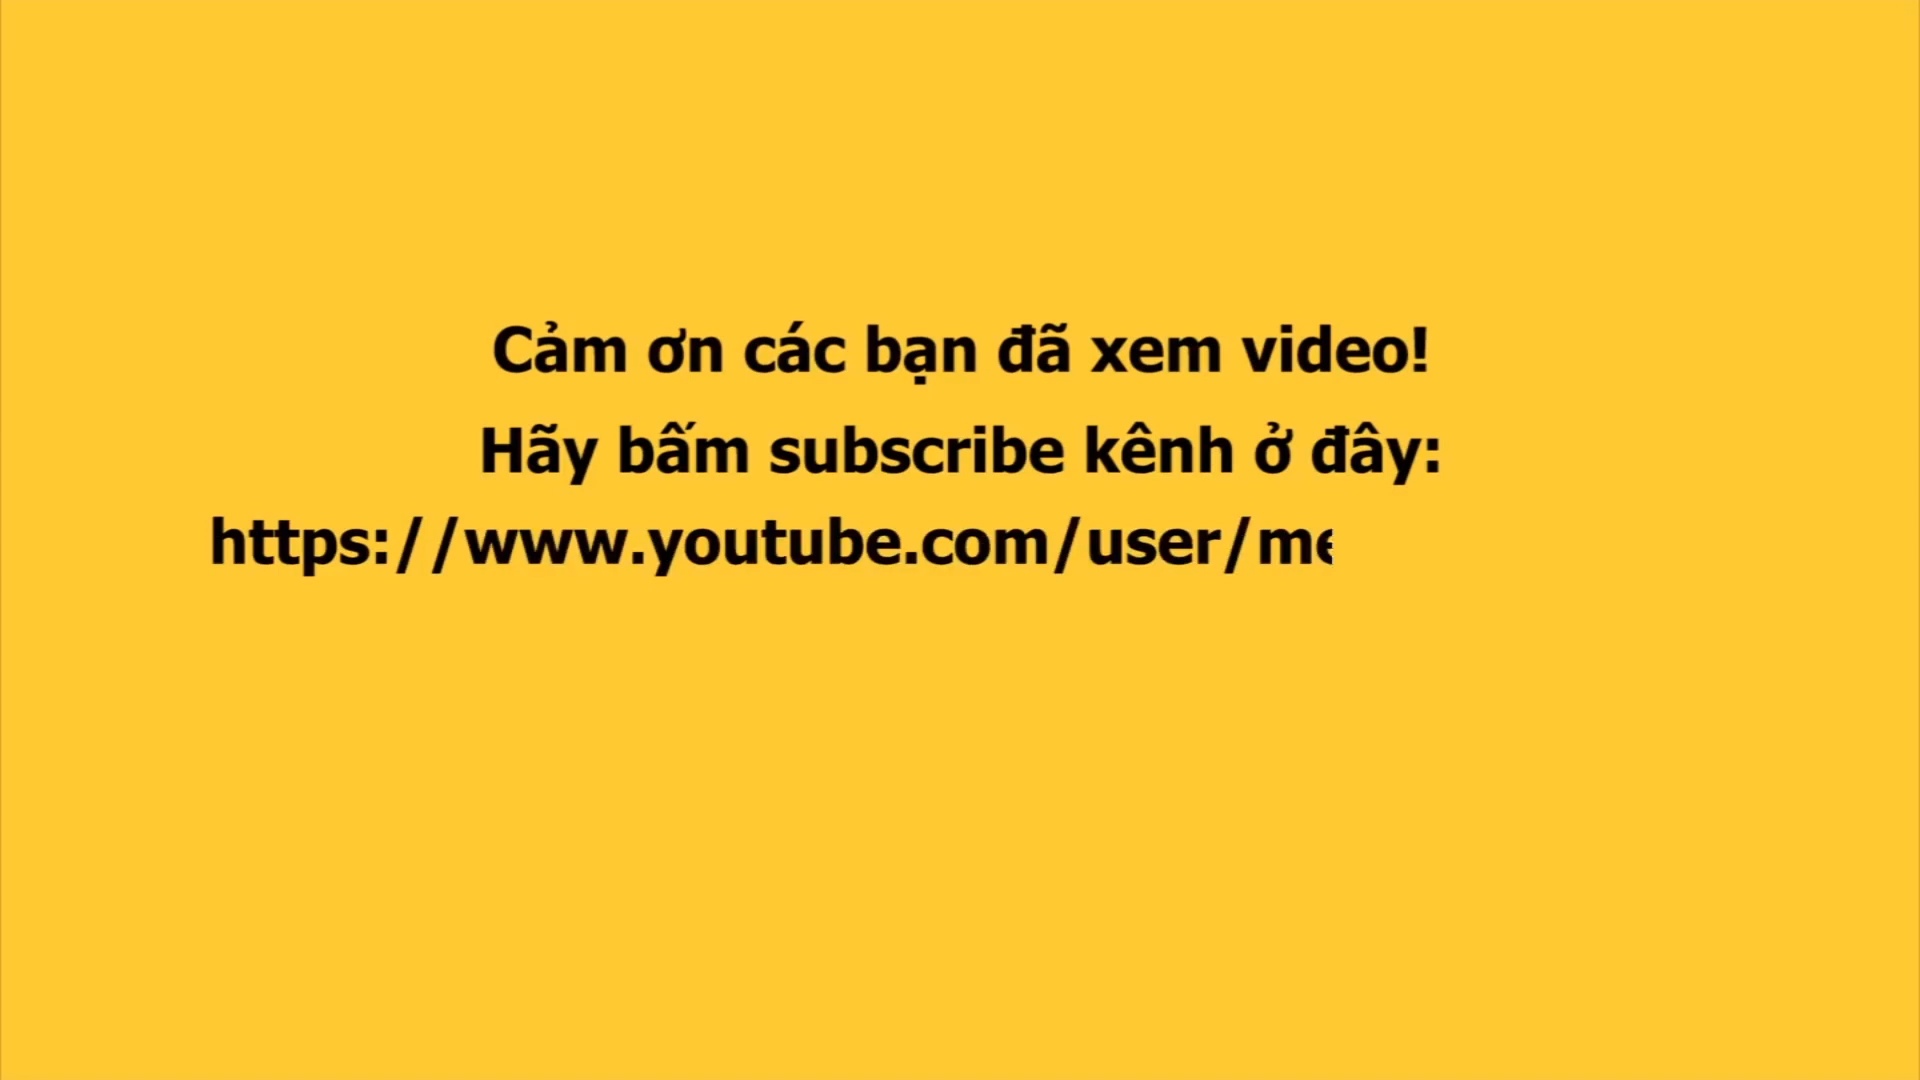 Cảm ơn các bạn đã xem video!
Hãy bấm subscribe kênh ở đây:
https://www.youtube.com/user/me